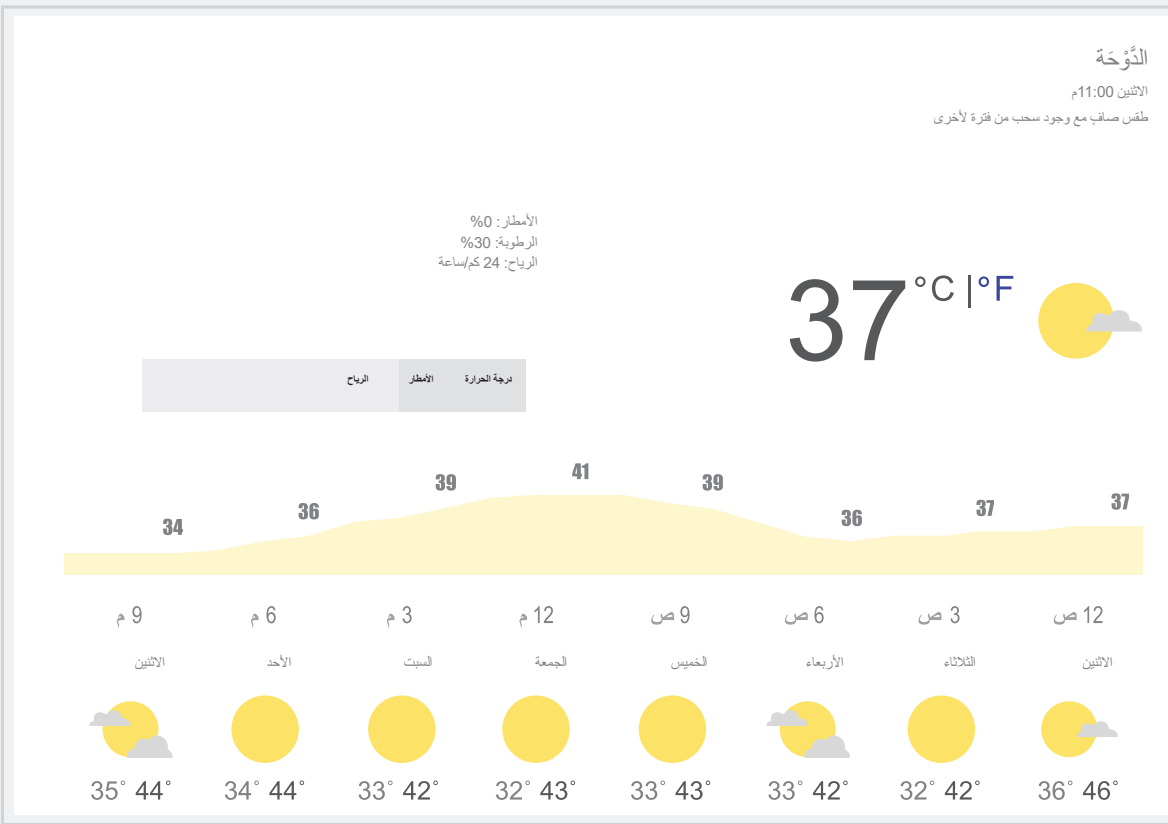 الدَّوْحَة
الاثنين 11:00م
طقس صافٍ مع وجود سحب من فترة لأخرى
37 °C | °F
الأمطار: 0%
الرطوبة: 30%
الرياح: 24 كم/ساعة
درجة الحرارة الأمطار الرياح
37 37 36 39 41 39 36 34
12 ص 3 ص 6 ص 9 ص 12 م 3 م 6 م 9 م
الاثنين الثلاثاء الأربعاء الخميس الجمعة السبت الأحد الاثنين
36° 46° 32° 42° 33° 42° 33° 43° 32° 43° 33° 42° 34° 44° 35° 44°